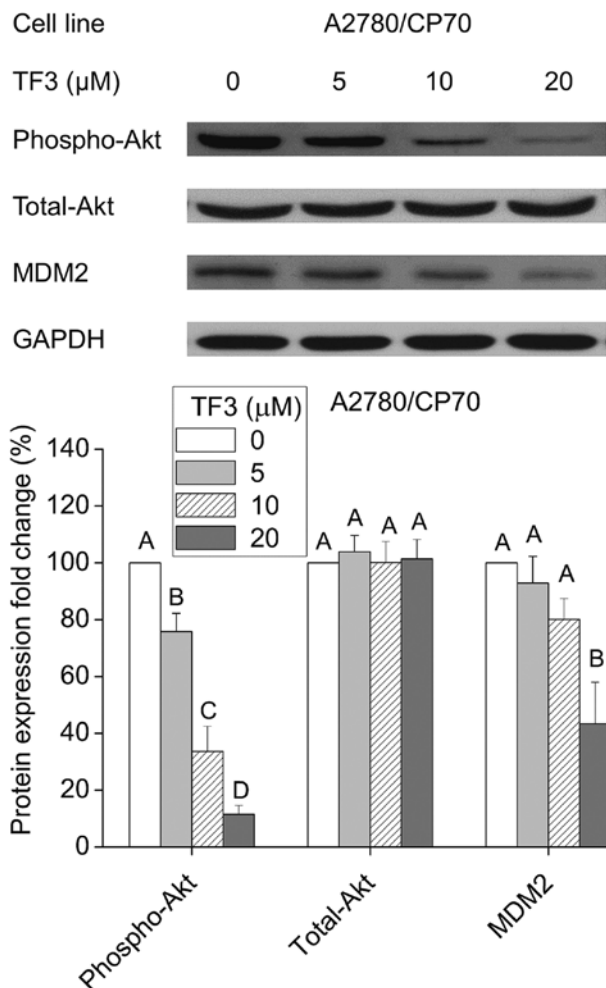 Cell line A2780/CP70
TF3 (µM) 0 5 10 20
Phospho-Akt
Total-Akt
MDM2
GAPDH
A2780/CP70
TF3 (µM)
0
5
10
20
Protein expression fold change (%)
140
120
100
80
60
40
20
0
A B C D
A A A A
A A A B
Phospho-Akt Total-Akt MDM2